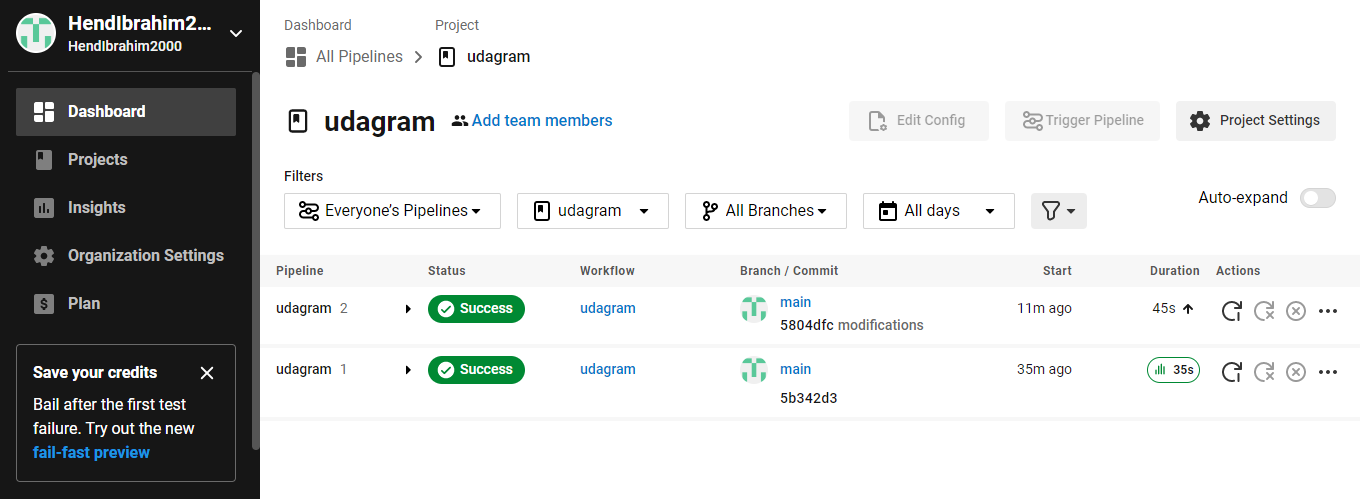 HendIbrahim2...
HendIbrahim2000
Dashboard
Projects
Insights
Organization Settings
Plan
Save your credits
Bail after the first test
failure. Try out the new
fail-fast preview
Dashboard Project
All Pipelines udagram
udagram Add team members Edit Config Trigger Pipeline Project Settings
Filters
Everyone’s Pipelines udagram All Branches All days Auto-expand
Pipeline Status Workflow Branch / Commit Start Duration Actions
udagram 2 Success udagram main 11m ago 45s
5804dfc modifications
udagram 1 Success udagram main 35m ago 35s
5b342d3